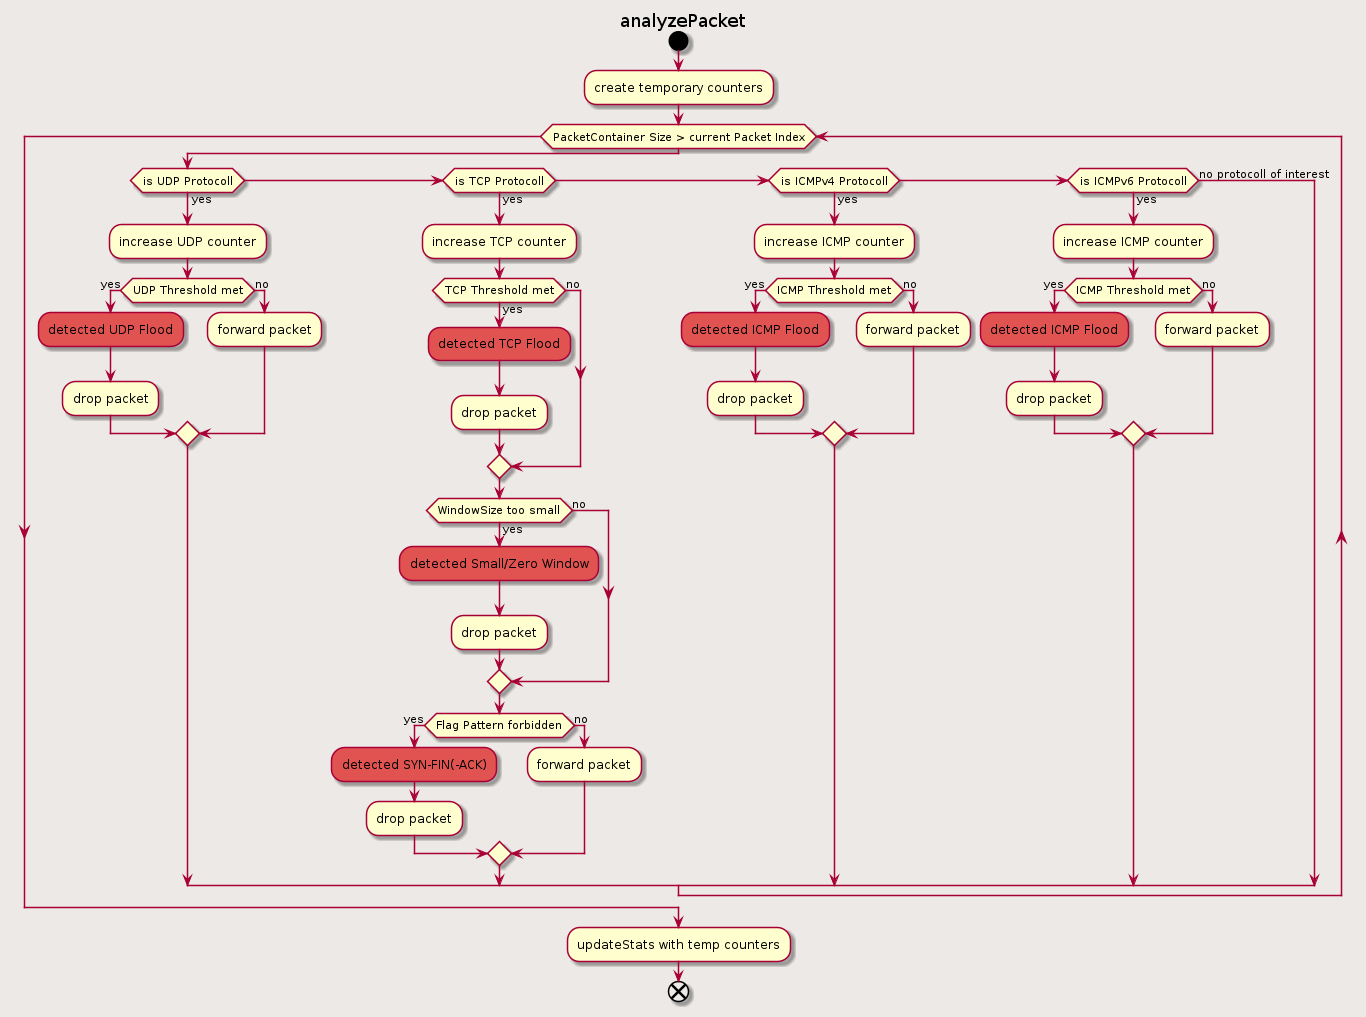 analyzePacket
create temporary counters
PacketContainer Size > current Packet Index
is UDP Protocoll
is TCP Protocoll
is ICMPv4 Protocoll
is ICMPv6 Protocoll
no protocoll of interest
yes
yes
yes
yes
increase UDP counter
increase TCP counter
increase ICMP counter
increase ICMP counter
yes
UDP Threshold met
no
TCP Threshold met
no
yes
ICMP Threshold met
no
yes
ICMP Threshold met
no
yes
detected UDP Flood
forward packet
detected TCP Flood
detected ICMP Flood
forward packet
detected ICMP Flood
forward packet
drop packet
drop packet
drop packet
drop packet
WindowSize too small
no
yes
detected Small/Zero Window
drop packet
yes
Flag Pattern forbidden
no
detected SYN-FIN(-ACK)
forward packet
drop packet
updateStats with temp counters